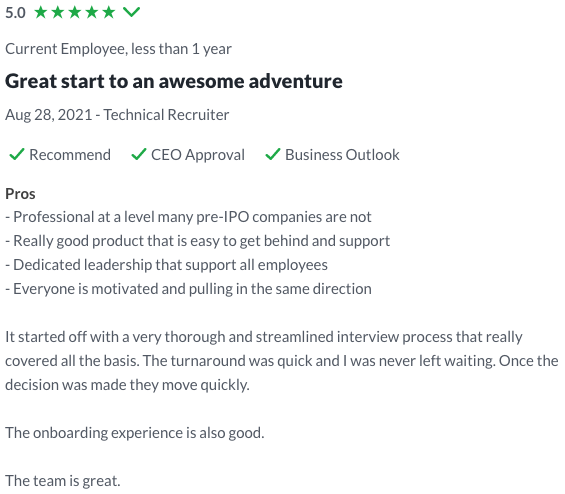 5.0
Current Employee, less than 1 year
Great start to an awesome adventure
Aug 28, 2021 - Technical Recruiter
Recommend CEO Approval Business Outlook
Pros
- Professional at a level many pre-IPO companies are not
- Really good product that is easy to get behind and support
- Dedicated leadership that support all employees
- Everyone is motivated and pulling in the same direction
It started off with a very thorough and streamlined interview process that really
covered all the basis. The turnaround was quick and I was never left waiting. Once the
decision was made they move quickly.
The onboarding experience is also good.
The team is great.